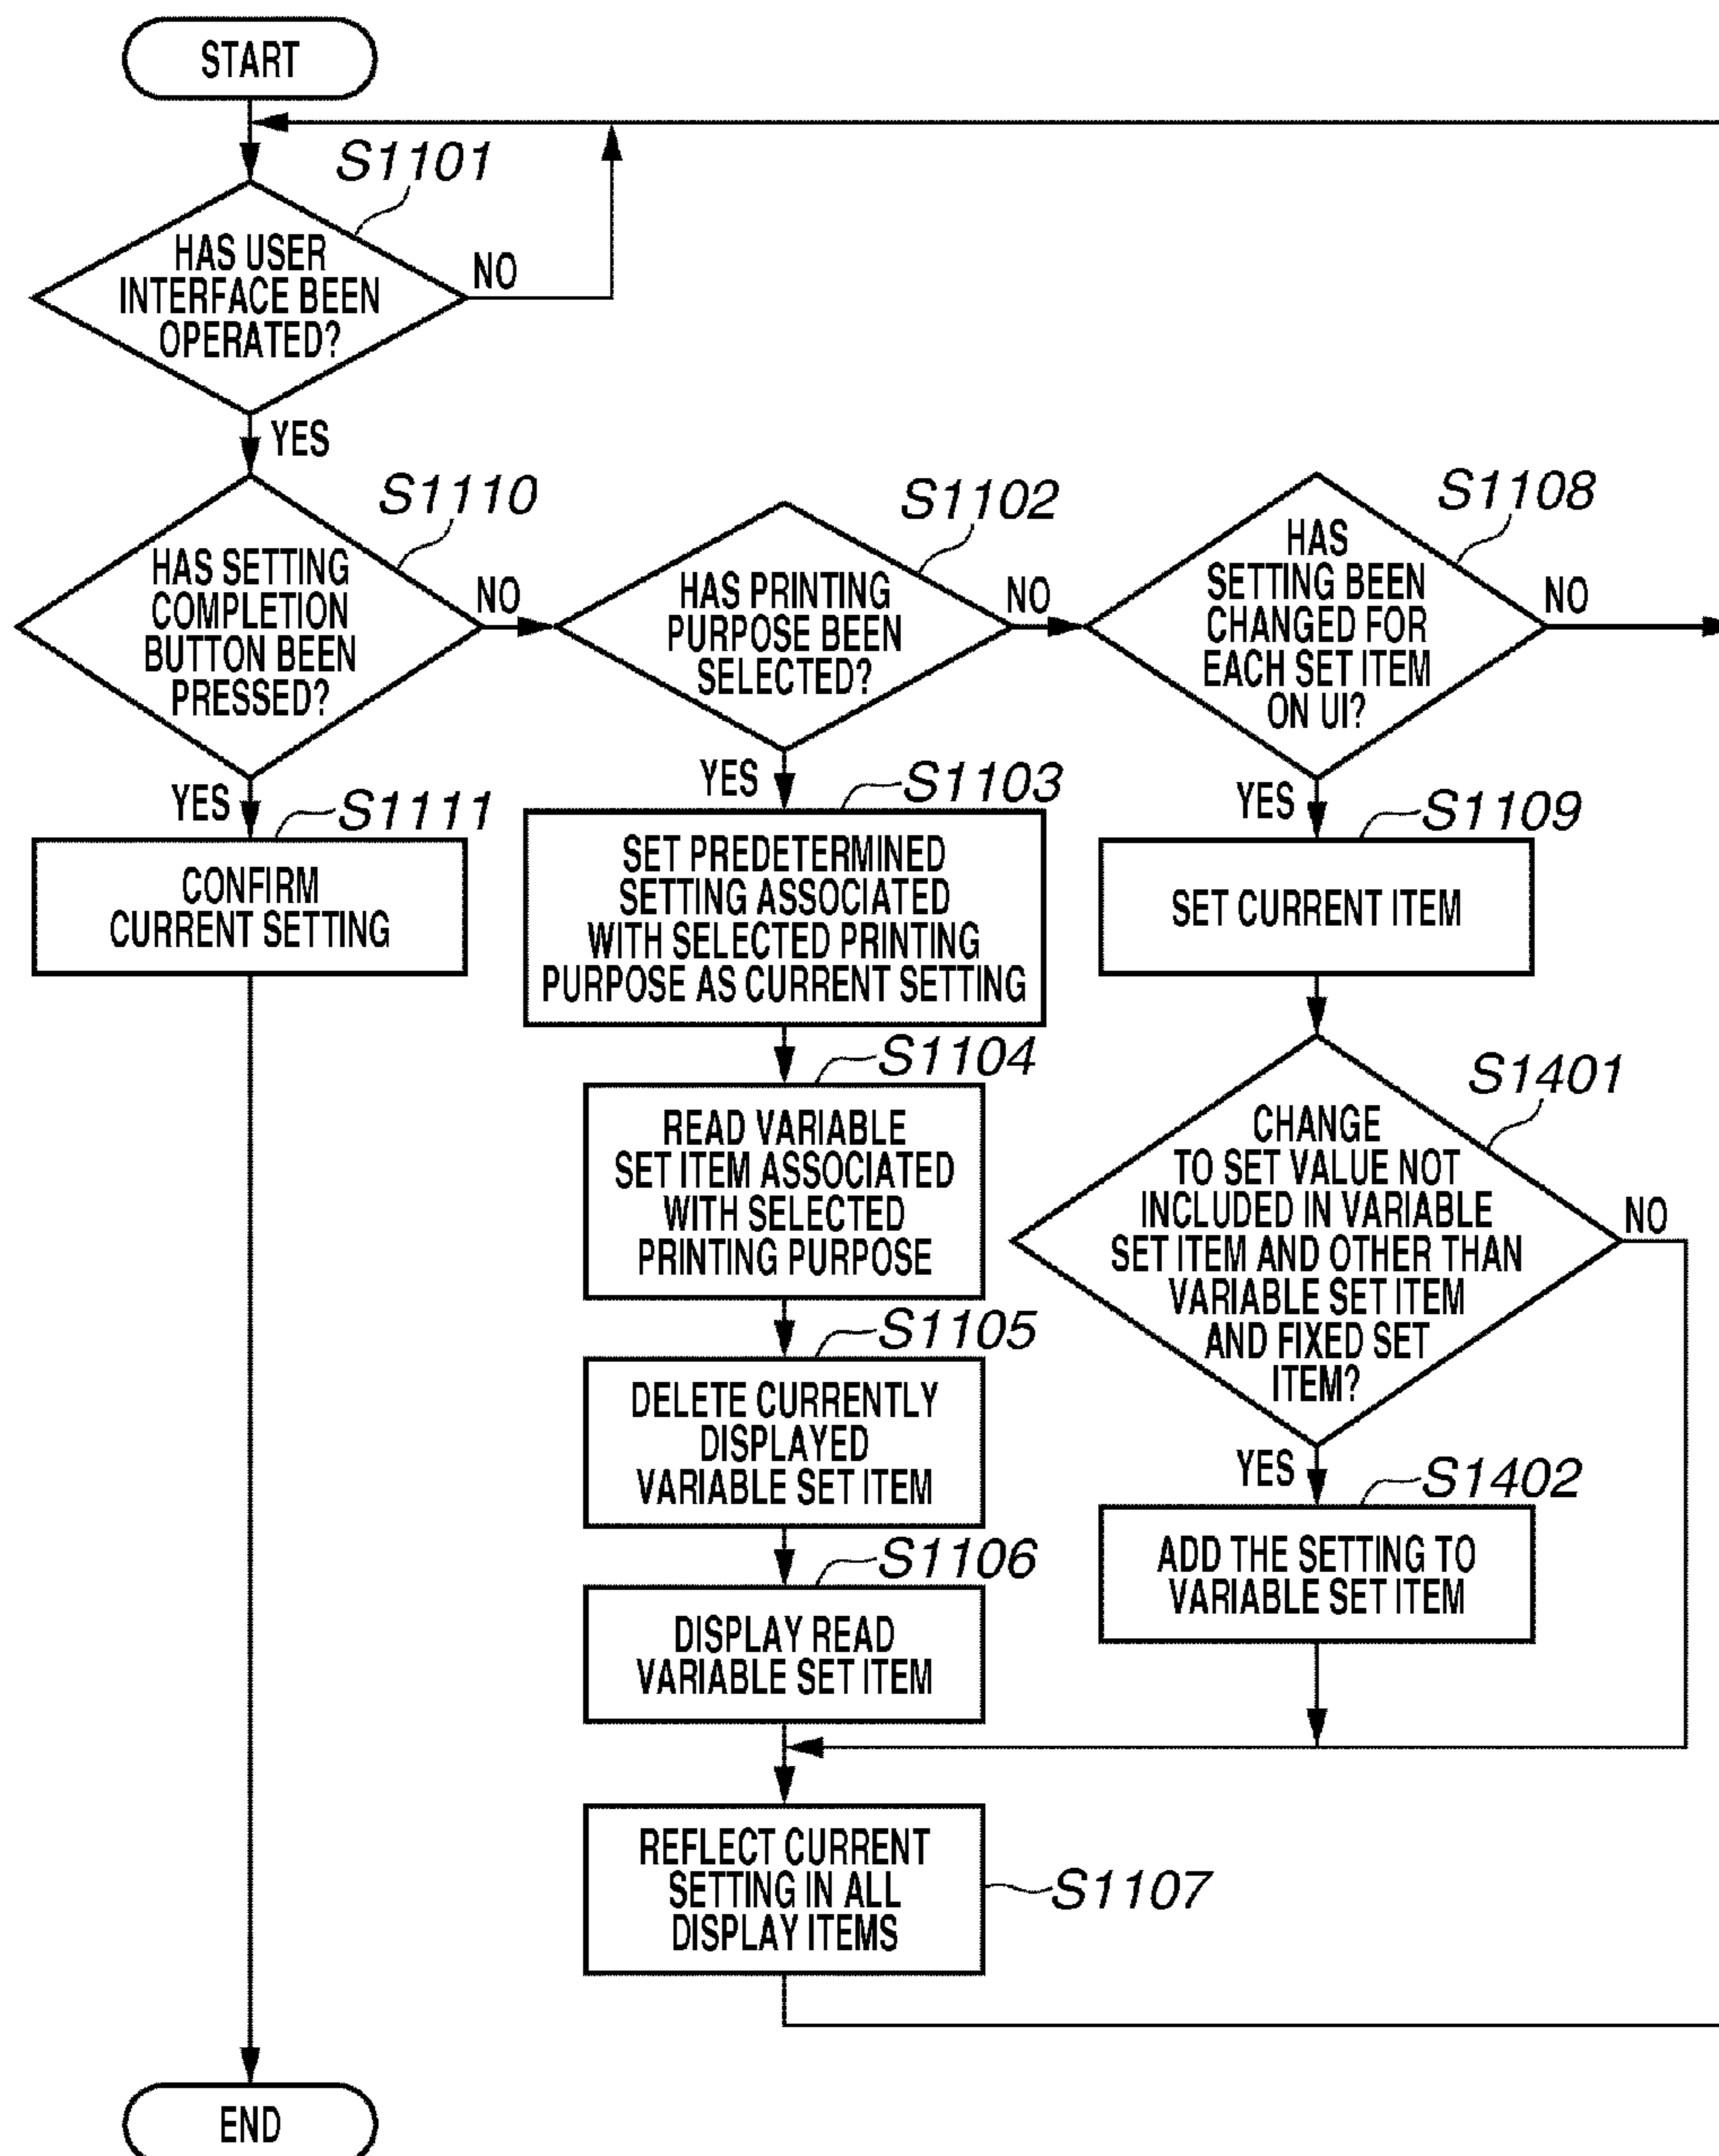 START
S1101
HAS USER
INTERFACE BEEN
OPERATED?
NO
YES
S1110
HAS SETTING
COMPLETION
BUTTON BEEN
PRESSED?
NO
YES
S1111
CONFIRM
CURRENT SETTING
S1102
HAS PRINTING
PURPOSE BEEN
SELECTED?
NO
YES
S1103
SET PREDETERMINED
SETTING ASSOCIATED
WITH SELECTED PRINTING
PURPOSE AS CURRENT SETTING
S1104
READ VARIABLE
SET ITEM ASSOCIATED
WITH SELECTED
PRINTING PURPOSE
S1105
DELETE CURRENTLY
DISPLAYED
VARIABLE SET ITEM
S1106
DISPLAY READ
VARIABLE SET ITEM
S1108
HAS
SETTING BEEN
CHANGED FOR
EACH SET ITEM
ON UI?
NO
YES
S1109
SET CURRENT ITEM
S1401
CHANGE
TO SET VALUE NOT
INCLUDED IN VARIABLE
SET ITEM AND OTHER THAN
VARIABLE SET ITEM
AND FIXED SET
ITEM?
NO
YES
S1402
ADD THE SETTING TO
VARIABLE SET ITEM
REFLECT CURRENT
SETTING IN ALL
DISPLAY ITEMS
S1107
END